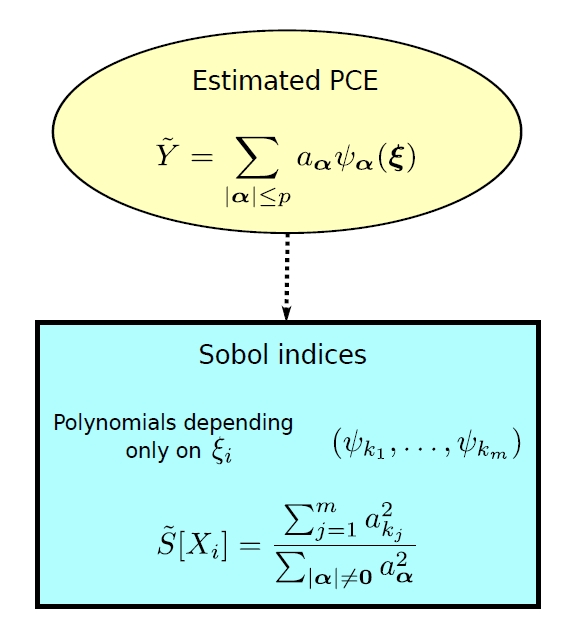 Estimated PCE
$\tilde{Y} = \sum_{|\boldsymbol{\alpha}| \leq p} a_{\boldsymbol{\alpha}} \psi_{\boldsymbol{\alpha}}(\boldsymbol{\xi})$
Sobol indices
Polynomials depending
only on $\xi_i$
$(\psi_{k_1}, \ldots, \psi_{k_m})$
$\tilde{S}[X_i] = \frac{\sum_{j=1}^{m} a_{k_j}^2}{\sum_{|\boldsymbol{\alpha}| \neq \mathbf{0}} a_{\boldsymbol{\alpha}}^2}$